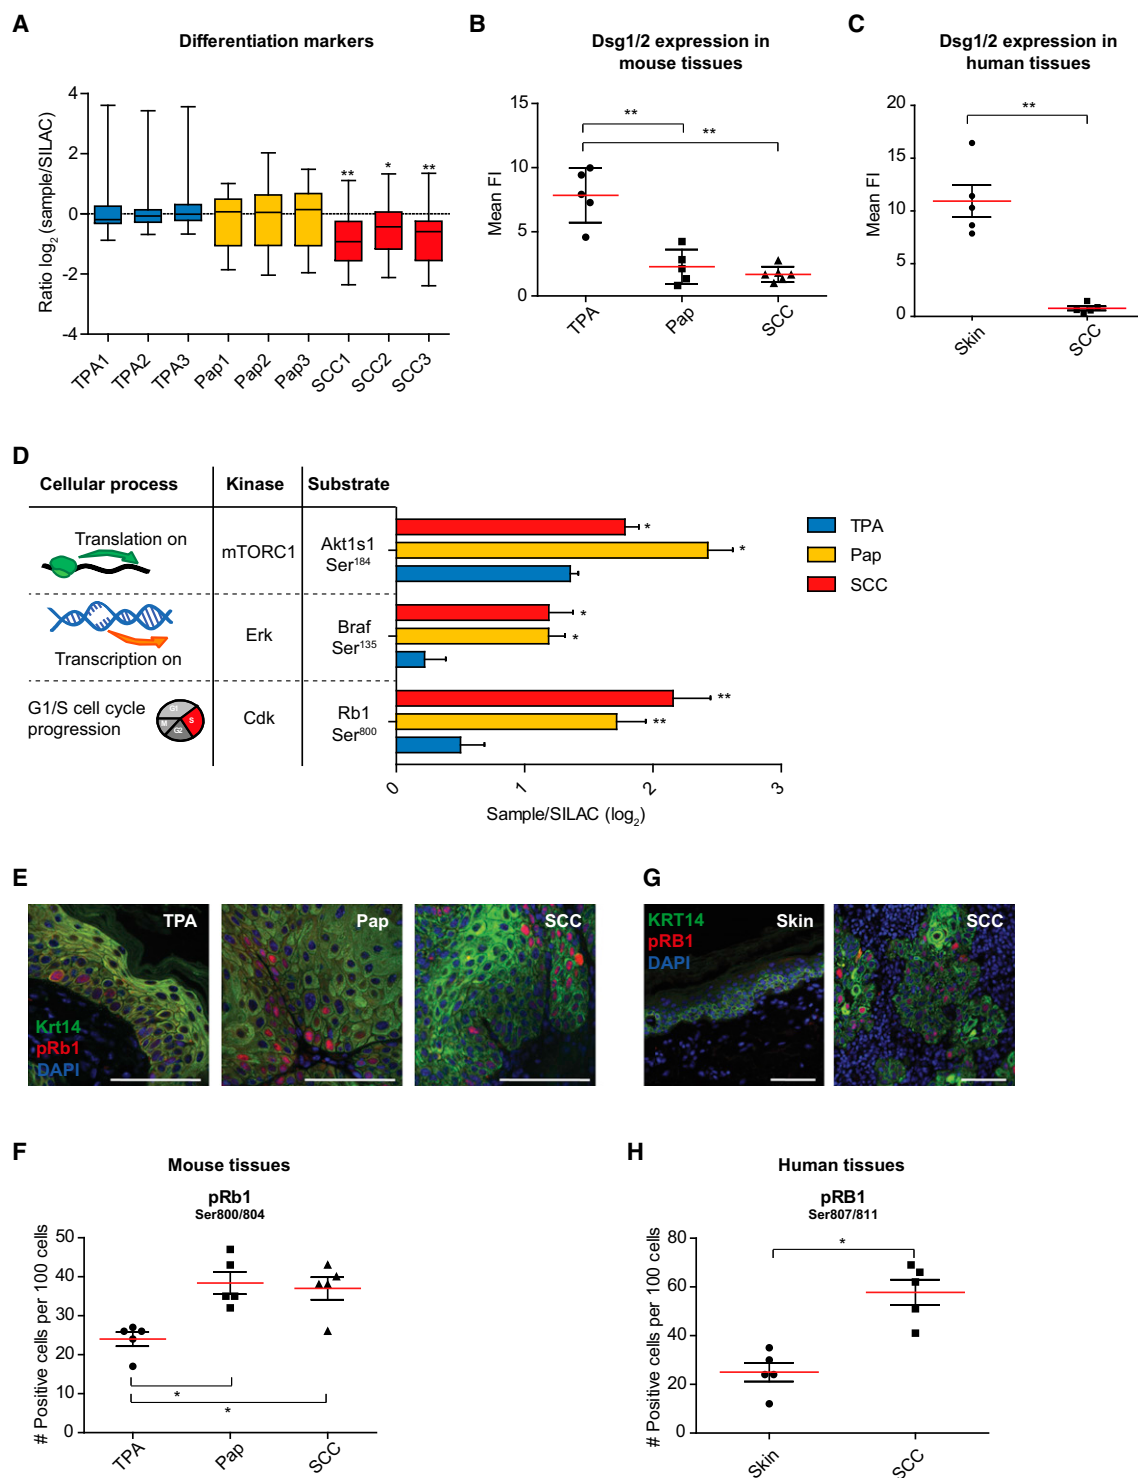 A
Differentiation markers
Ratio log2 (sample/SILAC)
4
2
0
-2
-4
**
*
**
TPA1
TPA2
TPA3
Pap1
Pap2
Pap3
SCC1
SCC2
SCC3
B
Dsg1/2 expression in
mouse tissues
Mean FI
15
10
5
0
**
**
TPA
Pap
SCC
C
Dsg1/2 expression in
human tissues
Mean FI
20
15
10
5
0
**
Skin
SCC
D
Cellular process
Kinase
Substrate
Translation on
mTORC1
Akt1s1
Ser184
*
*
Transcription on
Erk
Braf
Ser135
*
*
G1/S cell cycle
progression
G1
S
G2
M
Cdk
Rb1
Ser800
**
**
0
1
2
3
Sample/SILAC (log2)
TPA
Pap
SCC
E
TPA
Krt14
pRb1
DAPI
Pap
SCC
G
KRT14
pRB1
DAPI
Skin
SCC
F
Mouse tissues
pRb1
Ser800/804
# Positive cells per 100 cells
50
40
30
20
10
0
*
*
TPA
Pap
SCC
H
Human tissues
pRB1
Ser807/811
# Positive cells per 100 cells
80
60
40
20
0
*
Skin
SCC